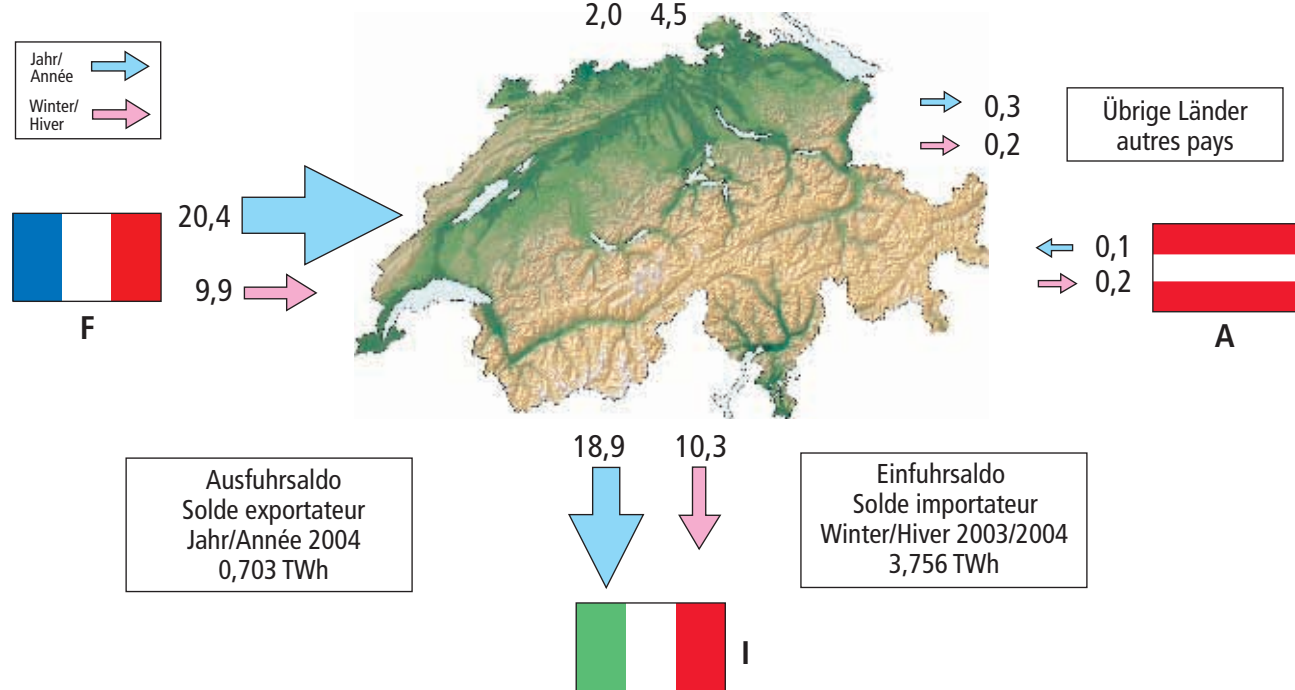 2,0 4,5
Jahr/
Année
Winter/
Hiver
0,3
0,2
Übrige Länder
autres pays
20,4
9,9
F
0,1
0,2
A
18,9 10,3
Ausfuhrsaldo
Solde exportateur
Jahr/Année 2004
0,703 TWh
Einfuhrsaldo
Solde importateur
Winter/Hiver 2003/2004
3,756 TWh
I